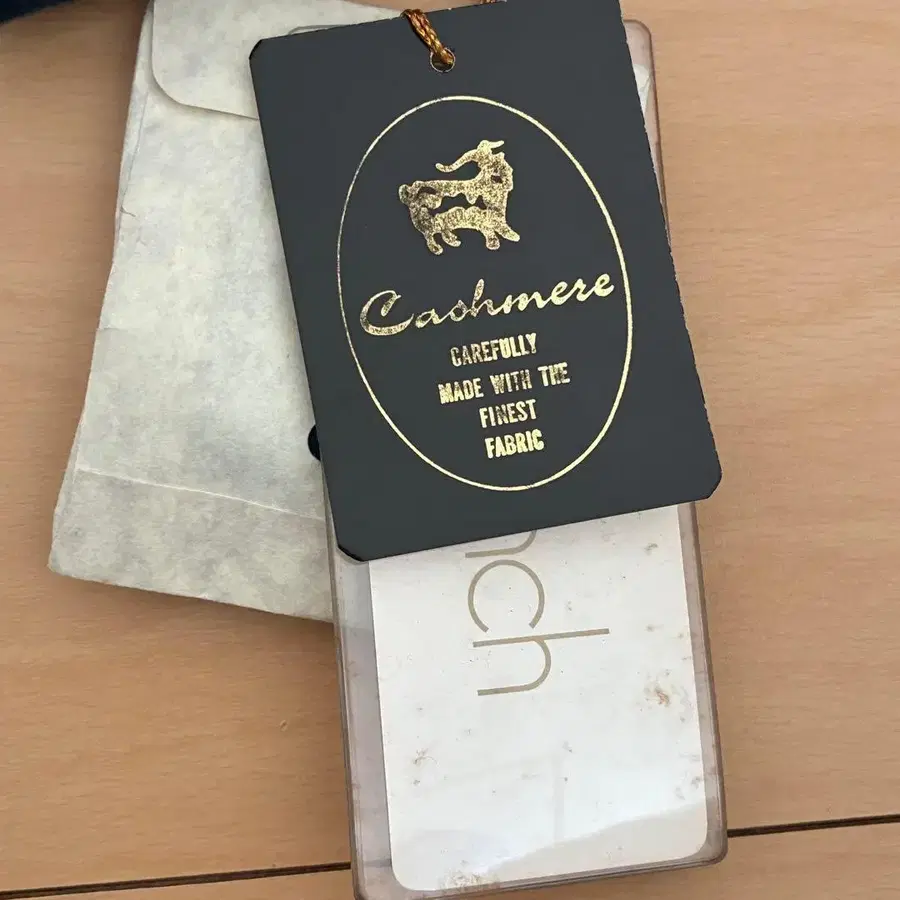 Cashmere
CAREFULLY
MADE WITH THE
FINEST
FABRIC
nch